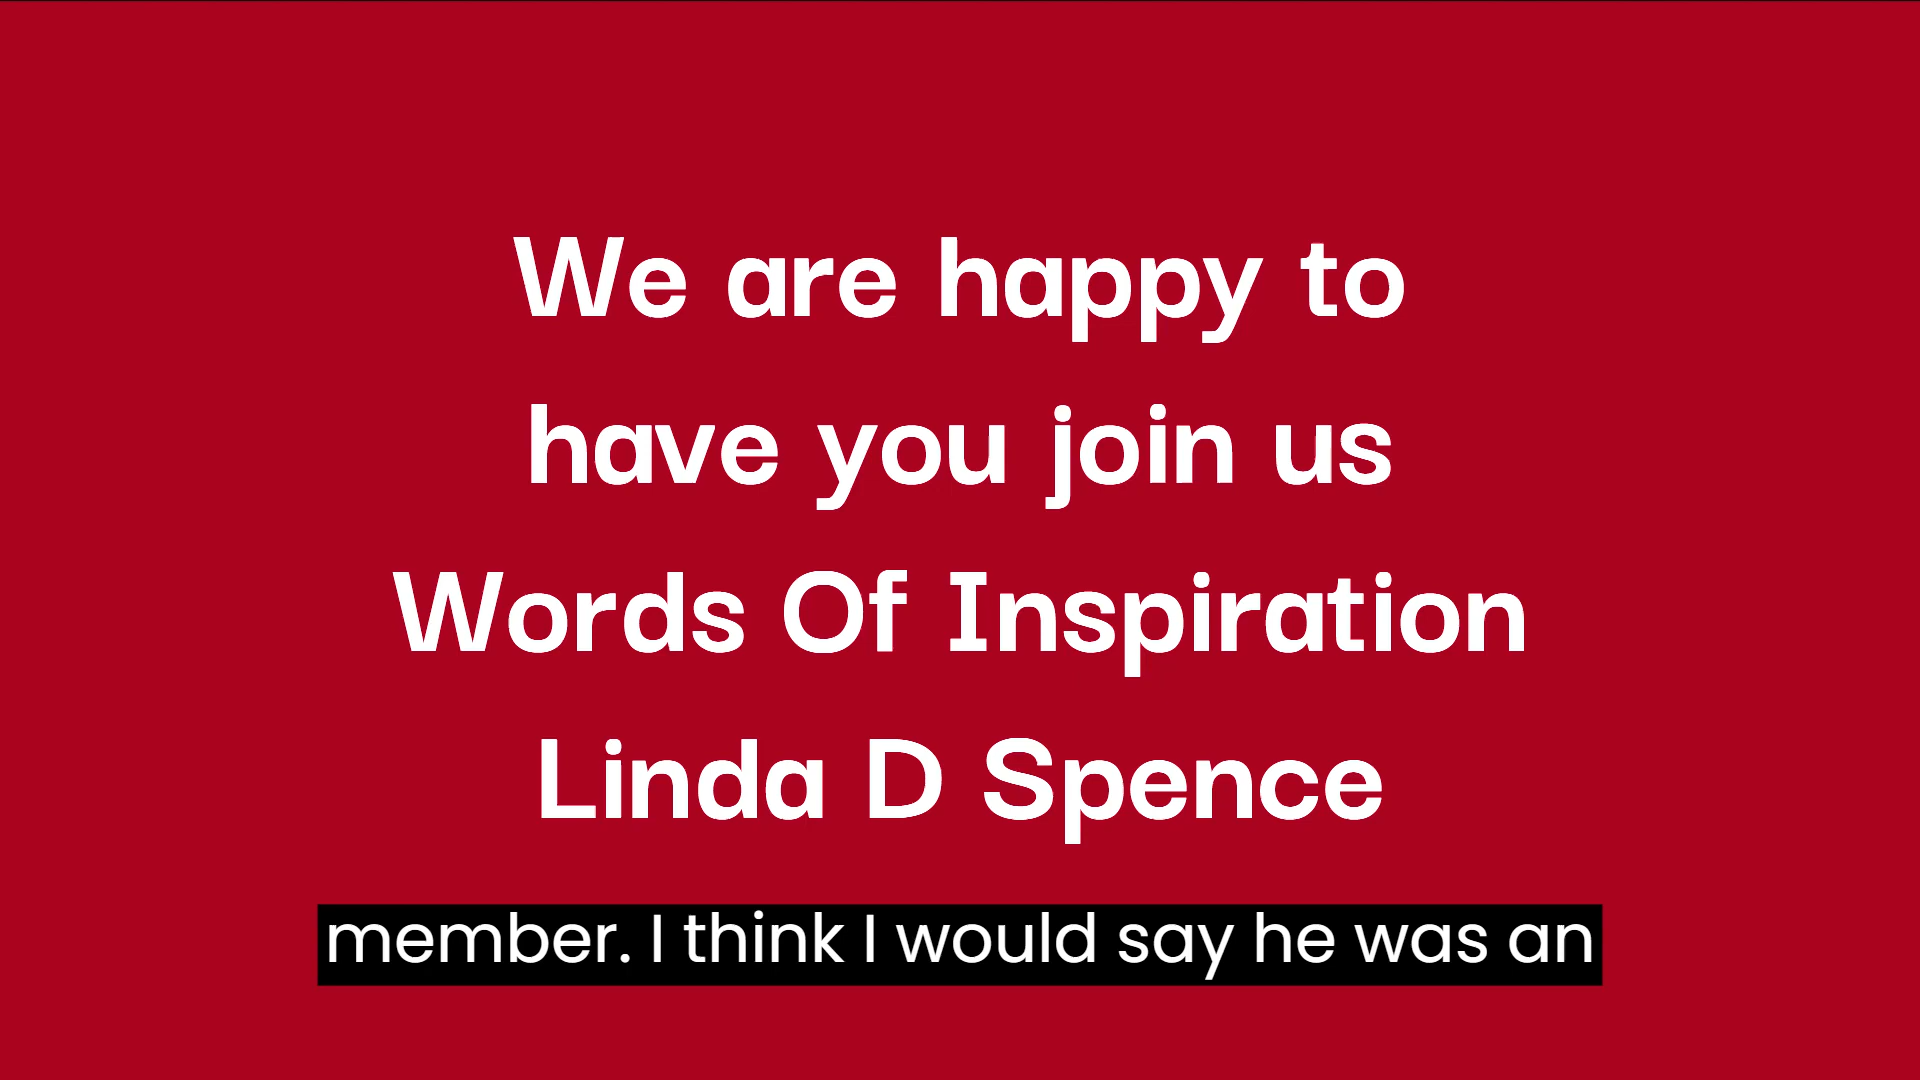 We are happy to
have you join us
Words Of Inspiration
Linda D Spence
member. I think I would say he was an